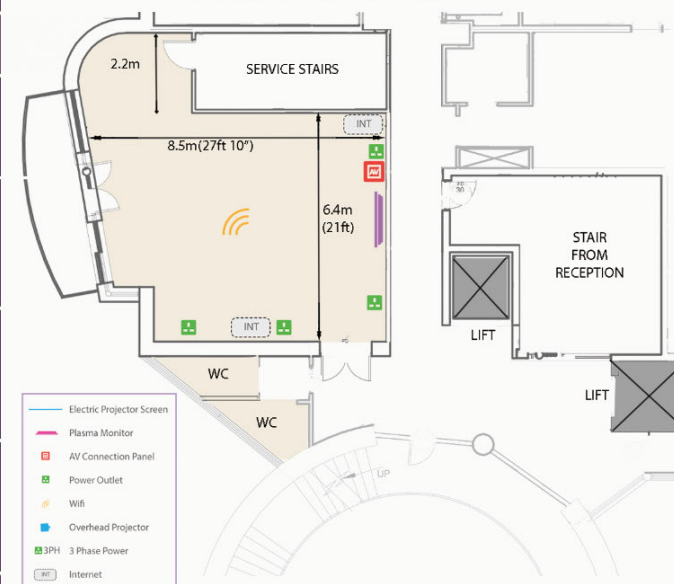 2.2m
SERVICE STAIRS
INT
8.5m(27ft 10")
AV
6.4m
(21ft)
STAIR
FROM
RECEPTION
INT
LIFT
WC
LIFT
WC
UP
Electric Projector Screen
Plasma Monitor
AV Connection Panel
Power Outlet
Wifi
Overhead Projector
3PH 3 Phase Power
INT Internet